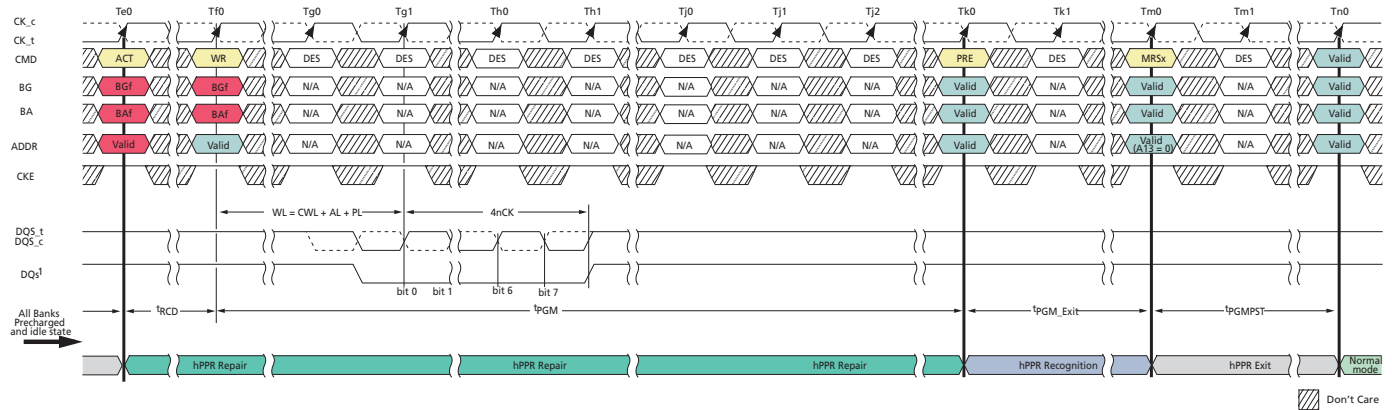 Te0 Tf0 Tg0 Tg1 Th0 Th1 Tj0 Tj1 Tj2 Tk0 Tk1 Tm0 Tm1 Tn0
CK_c
CK_t
CMD ACT WR DES DES DES DES DES DES DES PRE DES MRSx DES Valid
BG BGf BGf N/A N/A N/A N/A N/A N/A N/A Valid N/A Valid N/A Valid
BA BAf BAf N/A N/A N/A N/A N/A N/A N/A Valid N/A Valid N/A Valid
ADDR Valid Valid N/A N/A N/A N/A N/A N/A N/A Valid N/A Valid (A13 = 0) N/A Valid
CKE
WL = CWL + AL + PL 4nCK
DQS_t
DQS_c
DQs1
bit 0 bit 1 bit 6 bit 7
All Banks
Precharged
and idle state
tRCD tPGM tPGM_Exit tPGMPST
hPPR Repair hPPR Repair hPPR Repair hPPR Recognition hPPR Exit Normal
mode
Don't Care